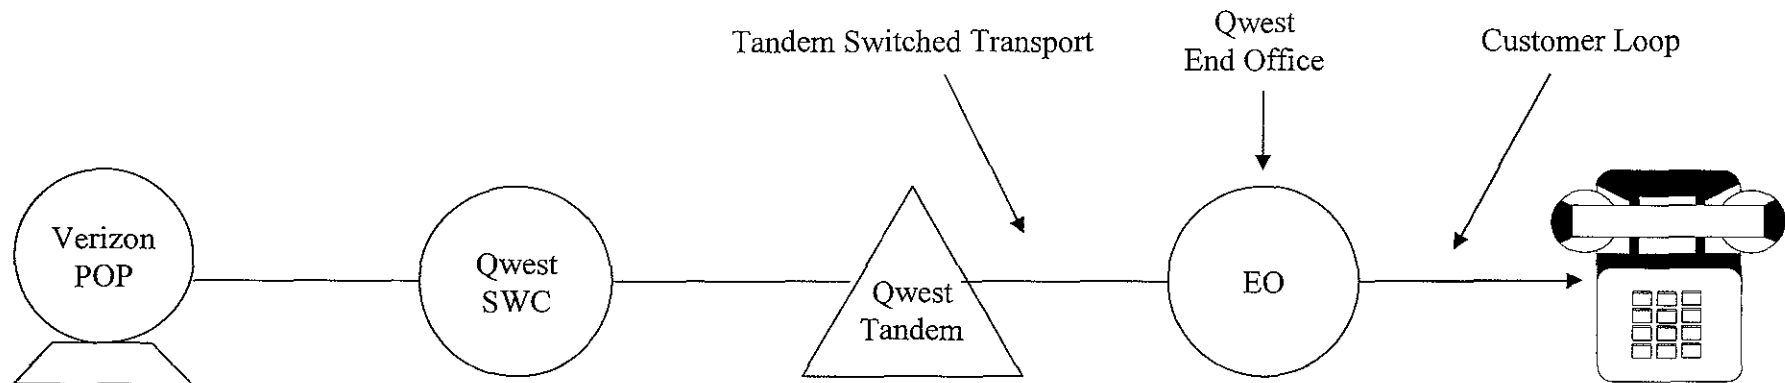 Tandem Switched Transport
Qwest
End Office
Customer Loop
Verizon
POP
Qwest
SWC
Qwest
Tandem
EO